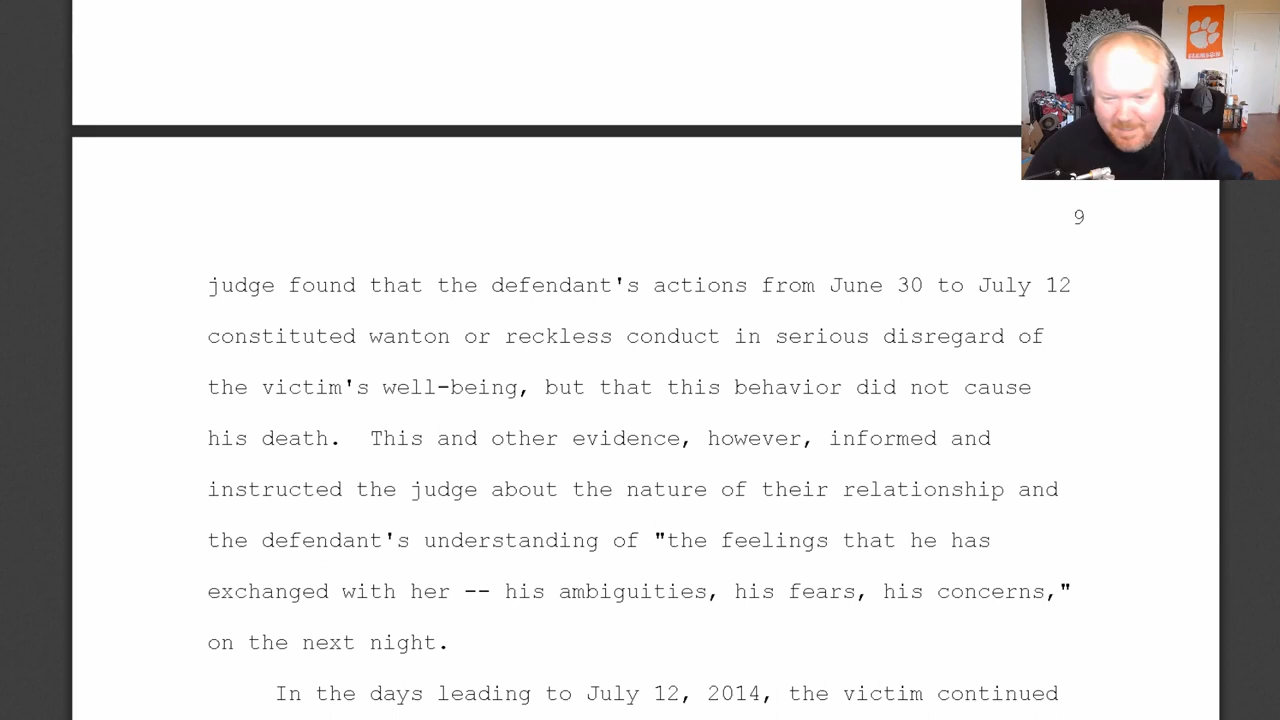 9
judge found that the defendant's actions from June 30 to July 12
constituted wanton or reckless conduct in serious disregard of
the victim's well-being, but that this behavior did not cause
his death.  This and other evidence, however, informed and
instructed the judge about the nature of their relationship and
the defendant's understanding of "the feelings that he has
exchanged with her -- his ambiguities, his fears, his concerns,"
on the next night.
In the days leading to July 12, 2014, the victim continued